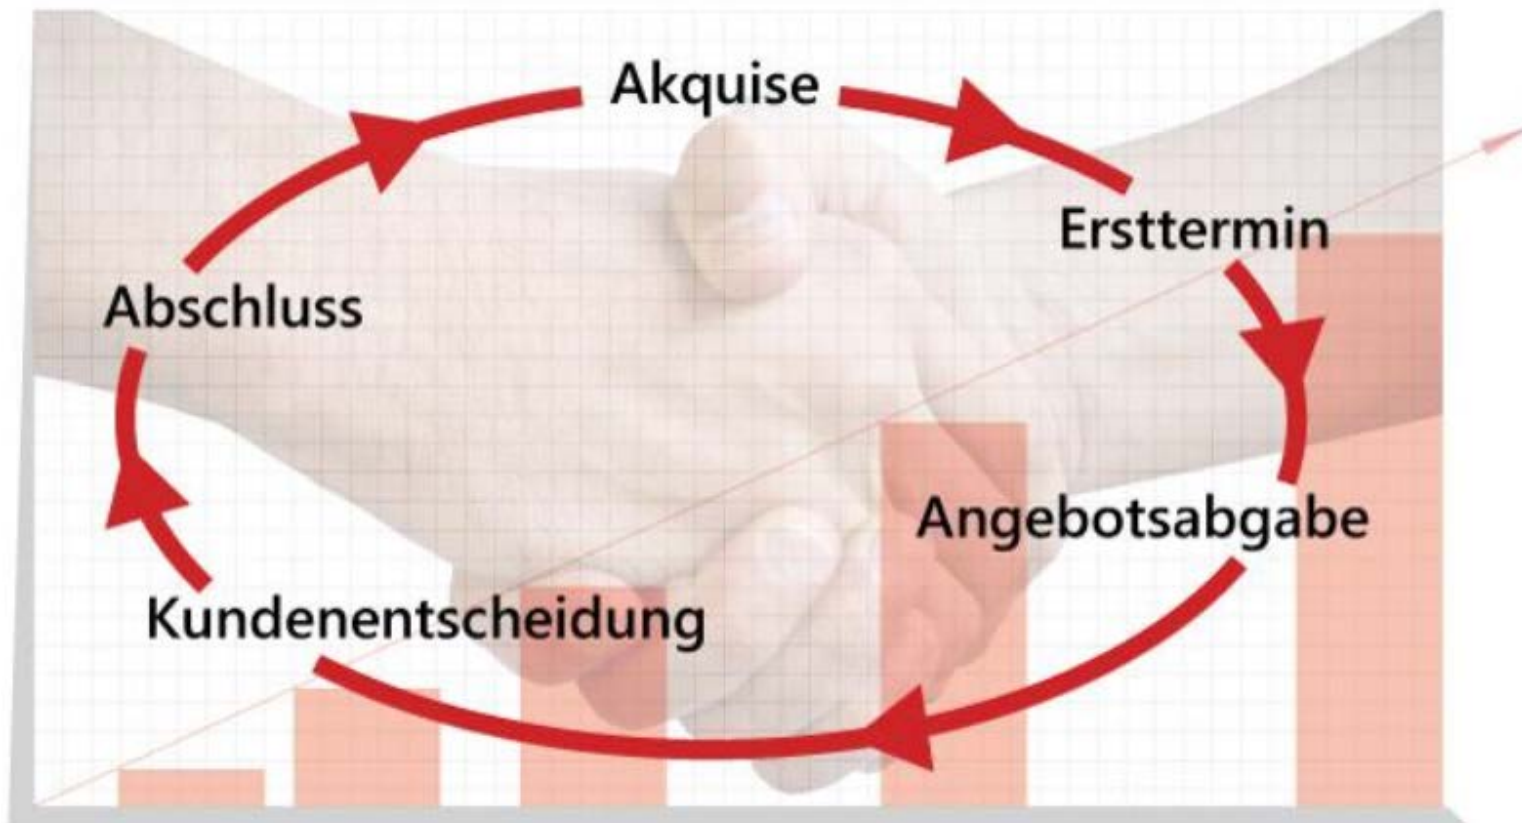 Akquise
Ersttermin
Angebotsabgabe
Kundenentscheidung
Abschluss